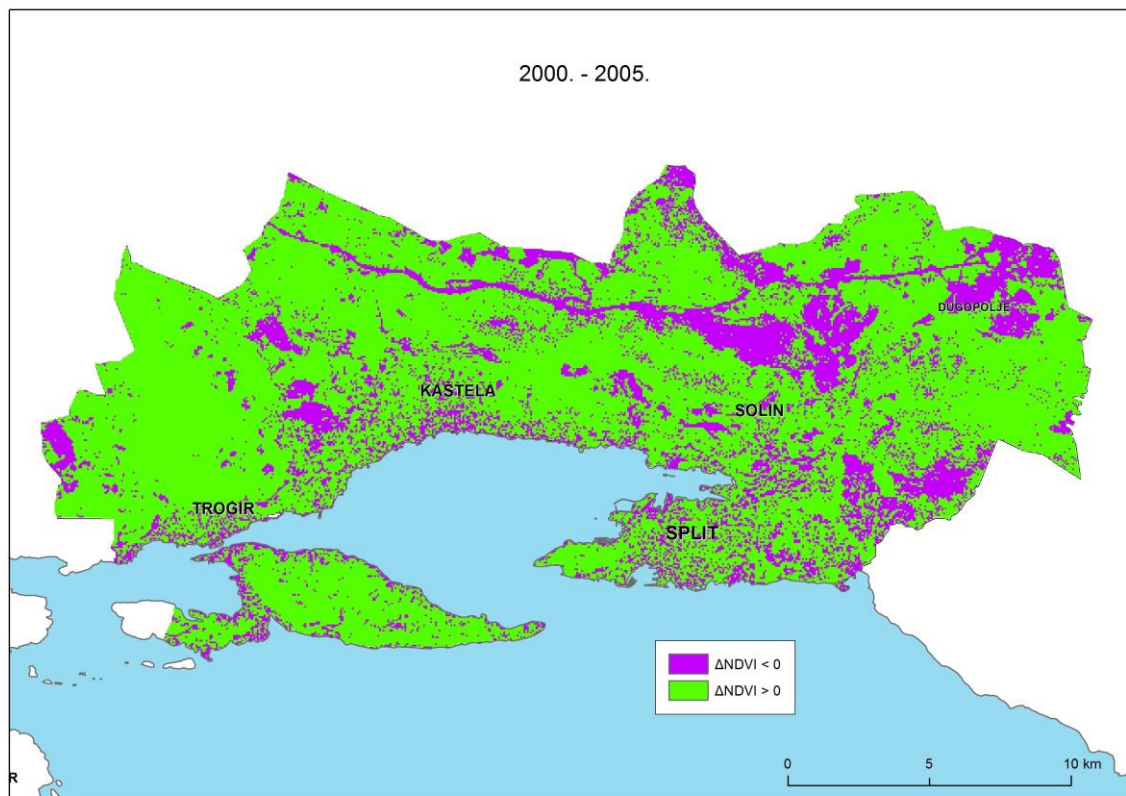 2000. - 2005.
DUGOPOLJE
KAŠTELA
SOLIN
TROGIR
SPLIT
ΔNDVI < 0
ΔNDVI > 0
0 5 10 km
R